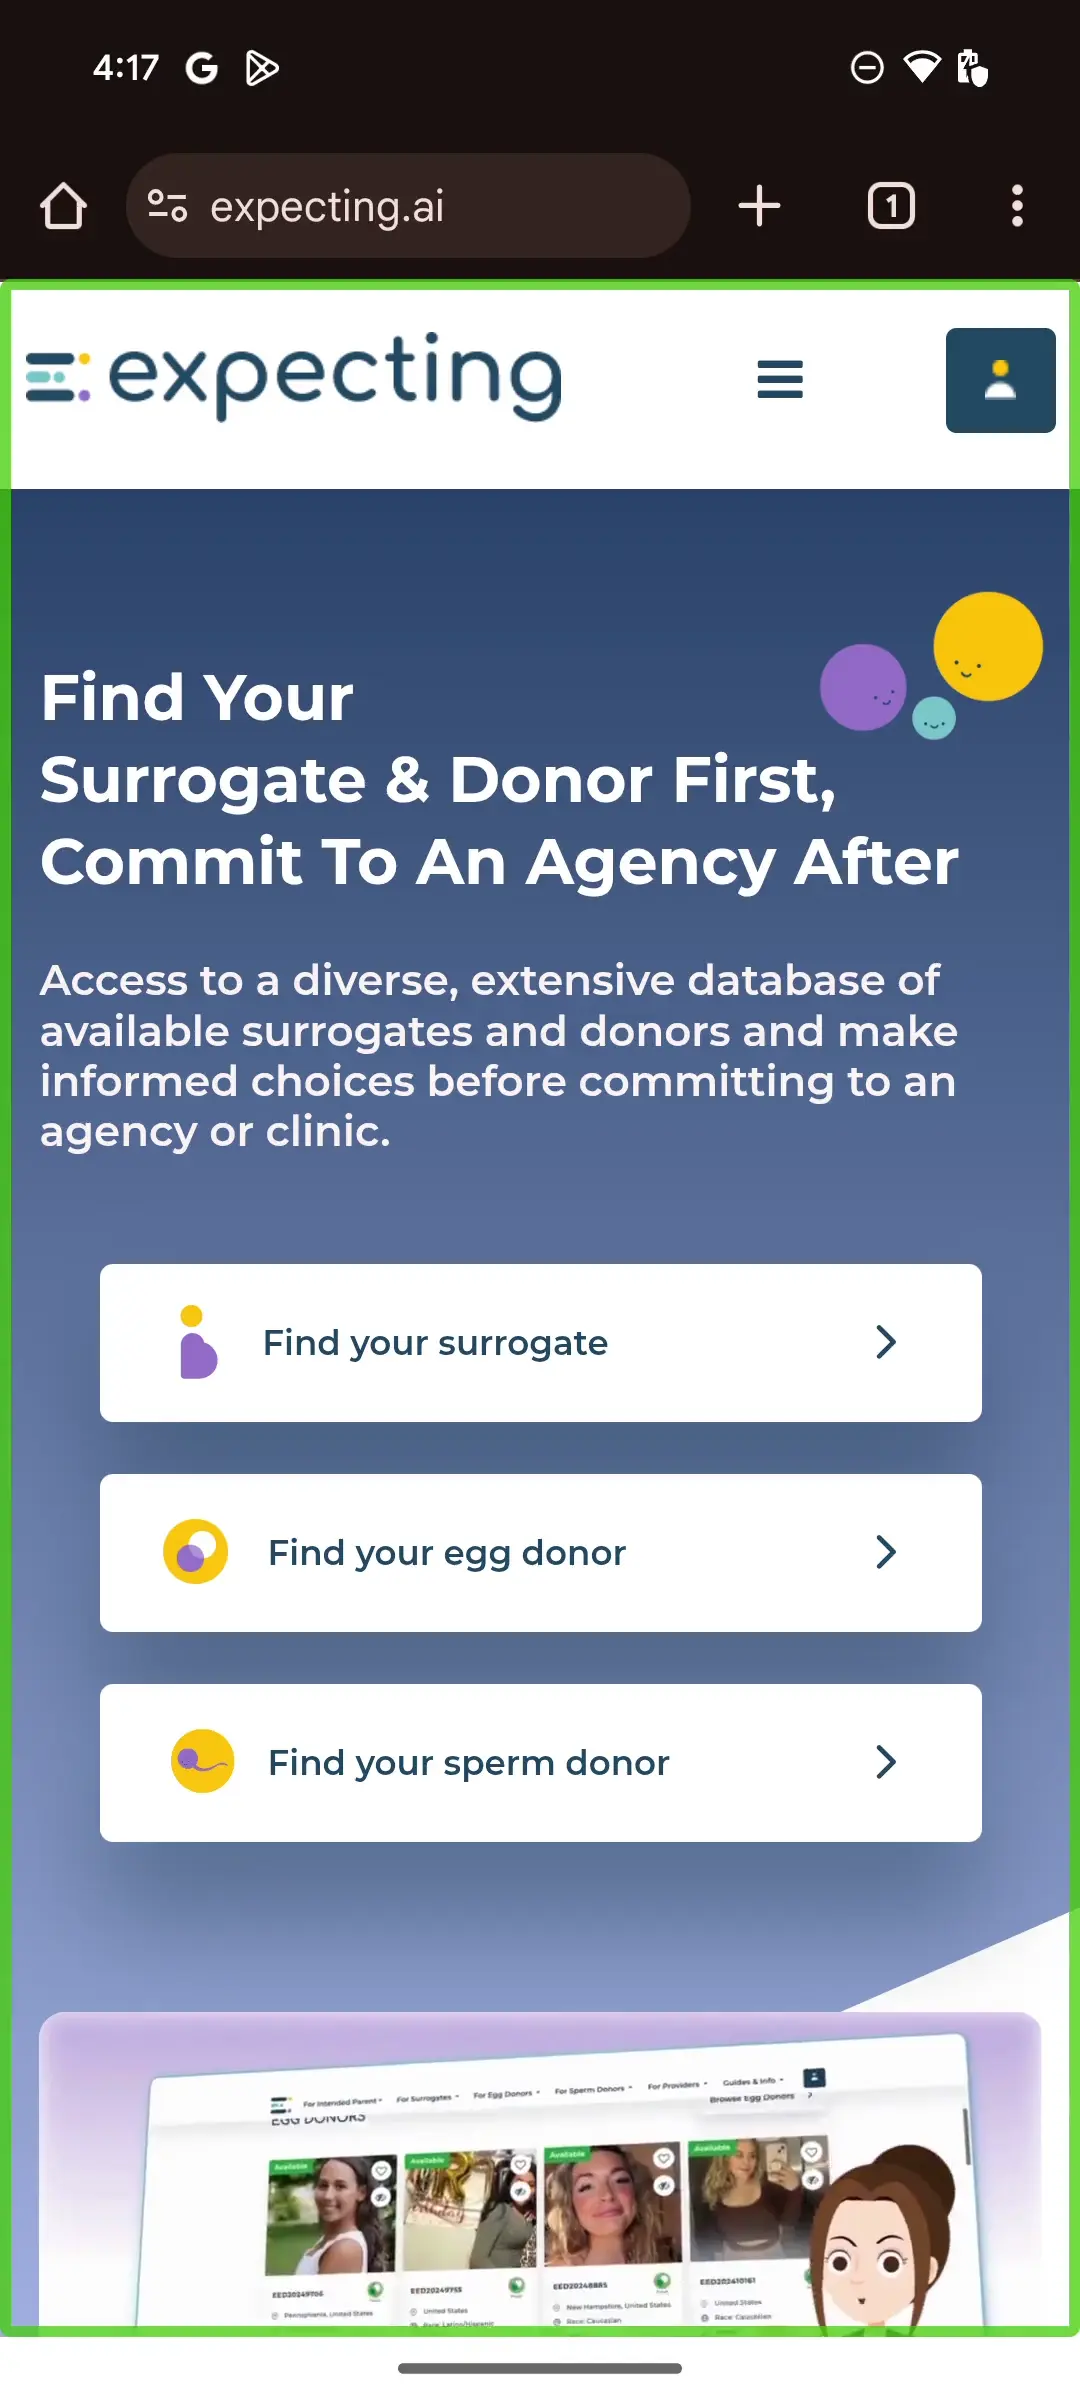 4:17
expecting.ai
1
expecting
Find Your
Surrogate & Donor First,
Commit To An Agency After
Access to a diverse, extensive database of
available surrogates and donors and make
informed choices before committing to an
agency or clinic.
Find your surrogate
Find your egg donor
Find your sperm donor
For Intended Parent For Surrogates For Egg Donors For Sperm Donors For Providers Guides & Info
EGG DONORS Browse Egg Donors
Available Available Available Available
EED20249706 EED20249755 EED20248885 EED202410161
Pennsylvania, United States United States New Hampshire, United States United States
Race: Latino/Hispanic Race: Caucasian Race: Caucasian